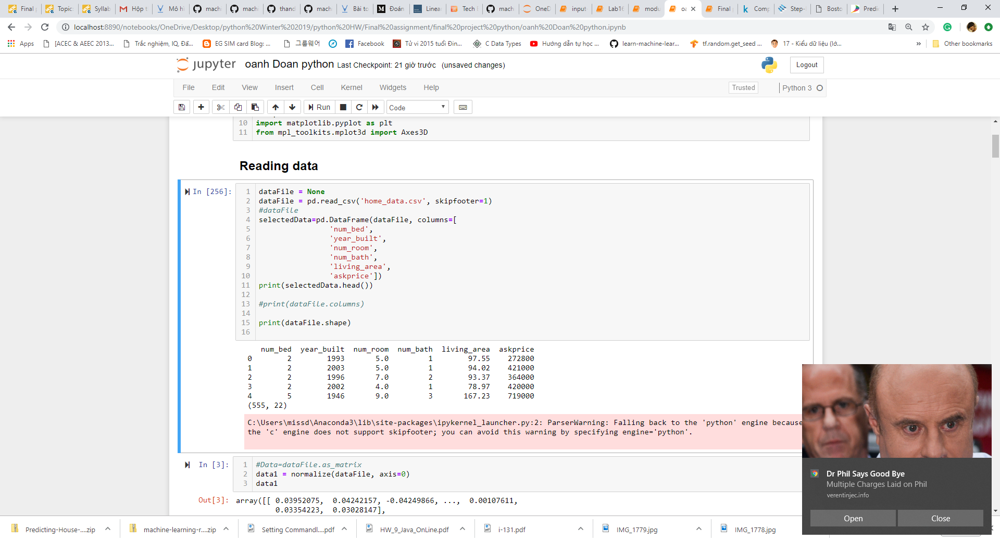 Final
Topic
Syllab
Hộp t
Mô hì
machi
machi
thand
mach
Bài to
Đoán
Linear
Tech E
mach
OneD
input
Lab16
modu
oa
Final
Comp
Step-
Bosto
Predic
localhost:8890/notebooks/OneDrive/Desktop/python%20Winter%202019/python%20HW/Final%20assignment/final%20project%20python/oanh%20Doan%20python.ipynb
Apps
[ACEC & AEEC 2013...
Trắc nghiệm, IQ, Đấ...
EG SIM card Blog: ...
그룹웨어
Facebook
Tử vi 2015 tuổi Đin...
C Data Types
Hướng dẫn tự học ...
learn-machine-lear...
tf.random.get_seed ...
17 - Kiểu dữ liệu (lớ...
»
Other bookmarks
jupyter oanh Doan python Last Checkpoint: 21 giờ trước (unsaved changes)
Logout
File Edit View Insert Cell Kernel Widgets Help
Trusted
Python 3
Run
Code
10 import matplotlib.pyplot as plt
11 from mpl_toolkits.mplot3d import Axes3D
Reading data
In [256]:
1 dataFile = None
2 dataFile = pd.read_csv('home_data.csv', skipfooter=1)
3 #dataFile
4 selectedData=pd.DataFrame(dataFile, columns=[
5 'num_bed',
6 'year_built',
7 'num_room',
8 'num_bath',
9 'living_area',
10 'askprice'])
11 print(selectedData.head())
12
13 #print(dataFile.columns)
14
15 print(dataFile.shape)
16
num_bed year_built num_room num_bath living_area askprice
0 2 1993 5.0 1 97.55 272800
1 2 2003 5.0 1 94.02 421000
2 2 1996 7.0 2 93.37 364000
3 2 2002 4.0 1 78.97 420000
4 5 1946 9.0 3 167.23 719000
(555, 22)
C:\Users\missd\Anaconda3\lib\site-packages\ipykernel_launcher.py:2: ParserWarning: Falling back to the 'python' engine because
the 'c' engine does not support skipfooter; you can avoid this warning by specifying engine='python'.
In [3]:
1 #Data=dataFile.as_matrix
2 data1 = normalize(dataFile, axis=0)
3 data1
Out[3]:
array([[ 0.03952075, 0.04242157, -0.04249866, ..., 0.00107611,
0.03354223, 0.03028147],
Dr Phil Says Good Bye
Multiple Charges Laid on Phil
verentinjec.info
Open
Close
Predicting-House-....zip
machine-learning-r....zip
Setting Commandl....pdf
HW_9_Java_OnLine.pdf
i-131.pdf
IMG_1779.jpg
IMG_1778.jpg